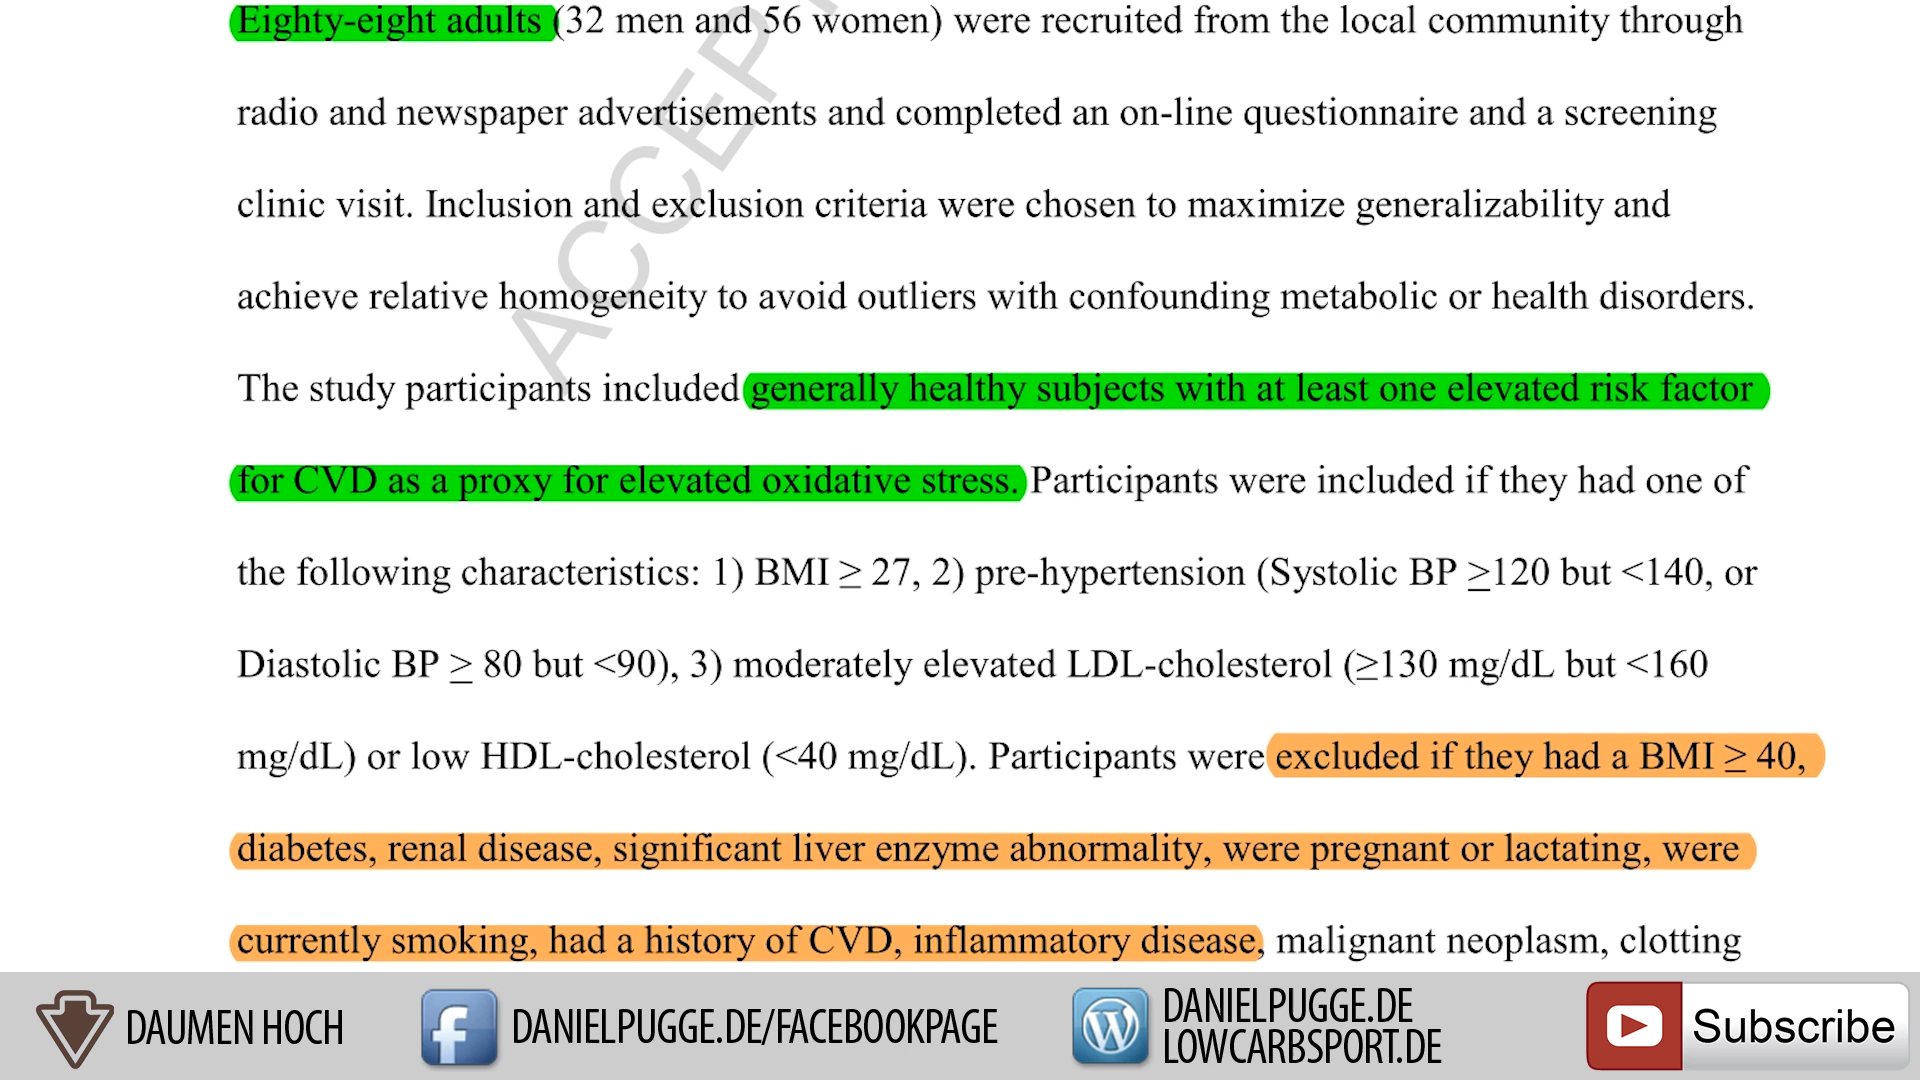 Eighty-eight adults (32 men and 56 women) were recruited from the local community through
radio and newspaper advertisements and completed an on-line questionnaire and a screening
clinic visit. Inclusion and exclusion criteria were chosen to maximize generalizability and
achieve relative homogeneity to avoid outliers with confounding metabolic or health disorders.
The study participants included generally healthy subjects with at least one elevated risk factor
for CVD as a proxy for elevated oxidative stress. Participants were included if they had one of
the following characteristics: 1) BMI ≥ 27, 2) pre-hypertension (Systolic BP ≥120 but <140, or
Diastolic BP ≥ 80 but <90), 3) moderately elevated LDL-cholesterol (≥130 mg/dL but <160
mg/dL) or low HDL-cholesterol (<40 mg/dL). Participants were excluded if they had a BMI ≥ 40,
diabetes, renal disease, significant liver enzyme abnormality, were pregnant or lactating, were
currently smoking, had a history of CVD, inflammatory disease, malignant neoplasm, clotting
ACCEP
DAUMEN HOCH
DANIELPUGGE.DE/FACEBOOKPAGE
DANIELPUGGE.DE
LOWCARBSPORT.DE
Subscribe